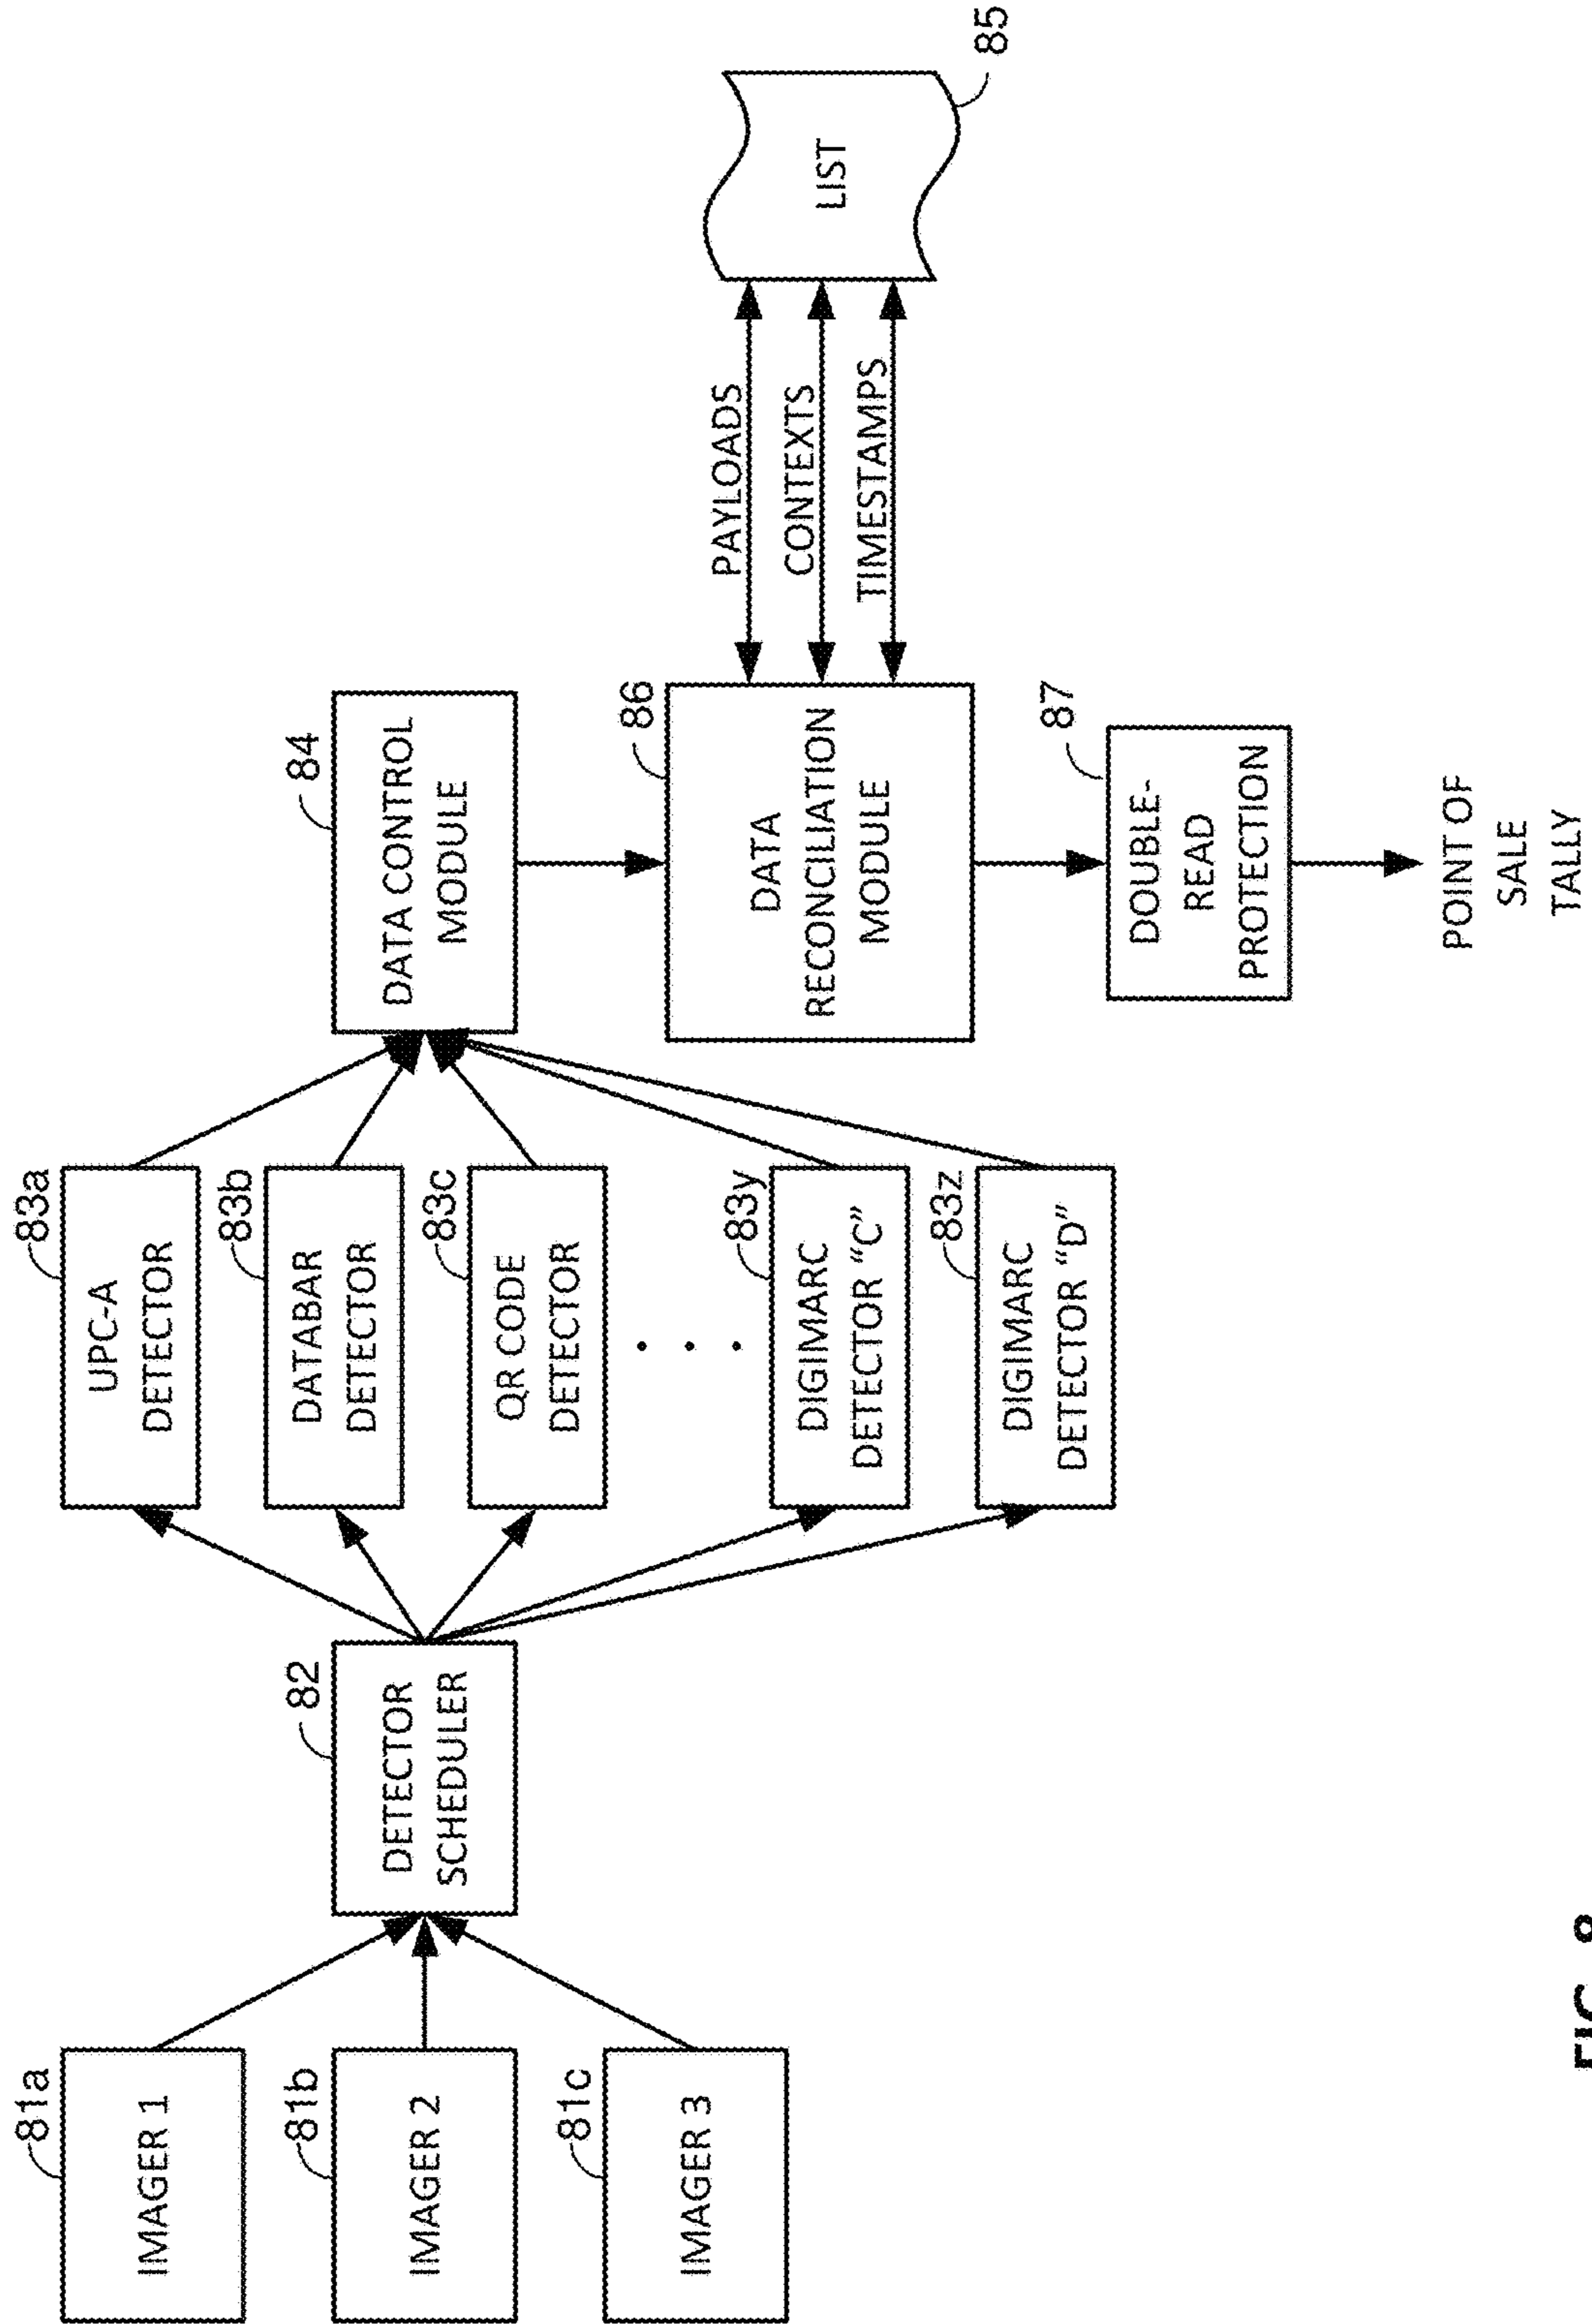 81a
IMAGER 1
81b
IMAGER 2
81c
IMAGER 3
82
DETECTOR
SCHEDULER
83a
UPC-A
DETECTOR
83b
DATABAR
DETECTOR
83c
QR CODE
DETECTOR
. . .
83y
DIGIMARC
DETECTOR "C"
83z
DIGIMARC
DETECTOR "D"
84
DATA CONTROL
MODULE
86
DATA
RECONCILIATION
MODULE
PAYLOADS
CONTEXTS
TIMESTAMPS
LIST
85
87
DOUBLE-
READ
PROTECTION
POINT OF
SALE
TALLY
FIG. 8